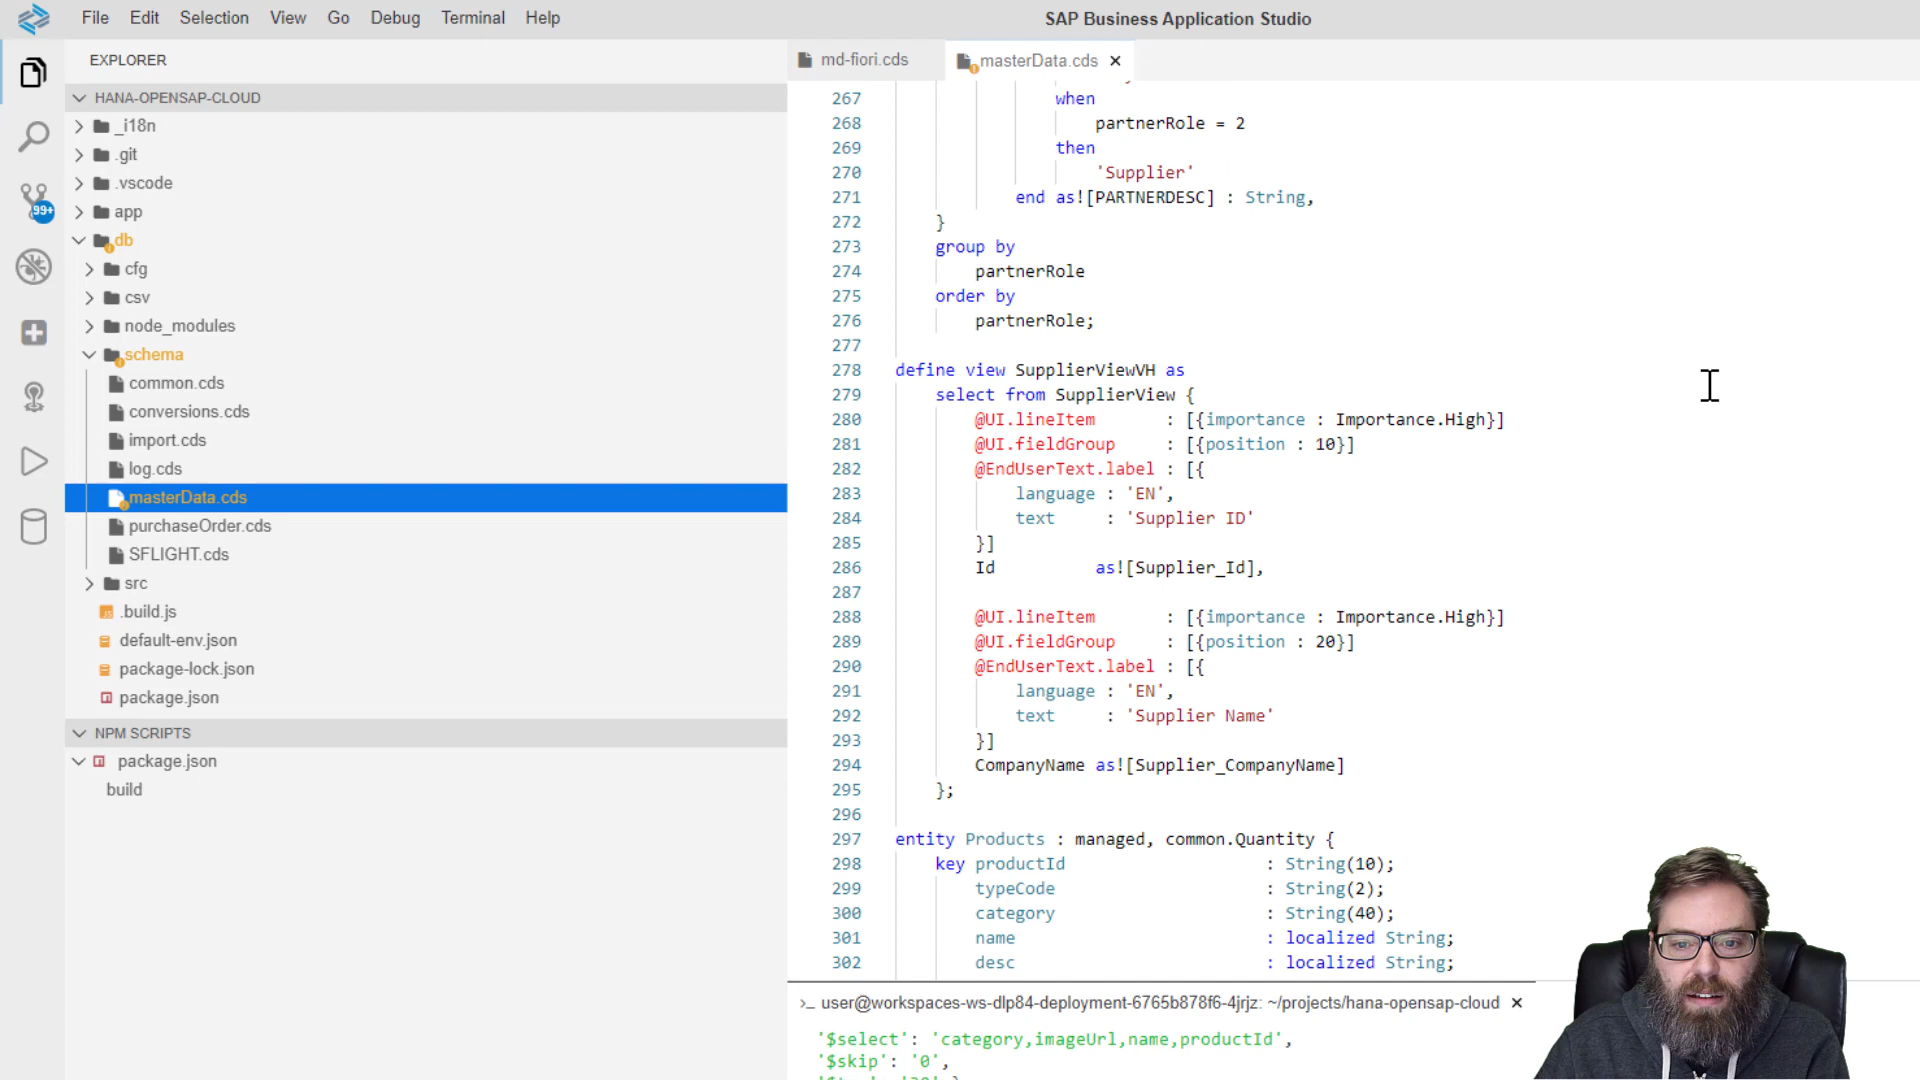 File Edit Selection View Go Debug Terminal Help
SAP Business Application Studio
EXPLORER
HANA-OPENSAP-CLOUD
_i18n
.git
.vscode
99+
app
db
cfg
csv
node_modules
schema
common.cds
conversions.cds
import.cds
log.cds
masterData.cds
purchaseOrder.cds
SFLIGHT.cds
src
.build.js
default-env.json
package-lock.json
package.json
NPM SCRIPTS
package.json
build
md-fiori.cds
masterData.cds ×
267 when
268 partnerRole = 2
269 then
270 'Supplier'
271 end as![PARTNERDESC] : String,
272 }
273 group by
274 partnerRole
275 order by
276 partnerRole;
277
278 define view SupplierViewVH as
279 select from SupplierView {
280 @UI.lineItem : [{importance : Importance.High}]
281 @UI.fieldGroup : [{position : 10}]
282 @EndUserText.label : [{
283 language : 'EN',
284 text : 'Supplier ID'
285 }]
286 Id as![Supplier_Id],
287
288 @UI.lineItem : [{importance : Importance.High}]
289 @UI.fieldGroup : [{position : 20}]
290 @EndUserText.label : [{
291 language : 'EN',
292 text : 'Supplier Name'
293 }]
294 CompanyName as![Supplier_CompanyName]
295 };
296
297 entity Products : managed, common.Quantity {
298 key productId : String(10);
299 typeCode : String(2);
300 category : String(40);
301 name : localized String;
302 desc : localized String;
>_ user@workspaces-ws-dlp84-deployment-6765b878f6-4jrjz: ~/projects/hana-opensap-cloud ×
'$select': 'category,imageUrl,name,productId',
'$skip': '0',